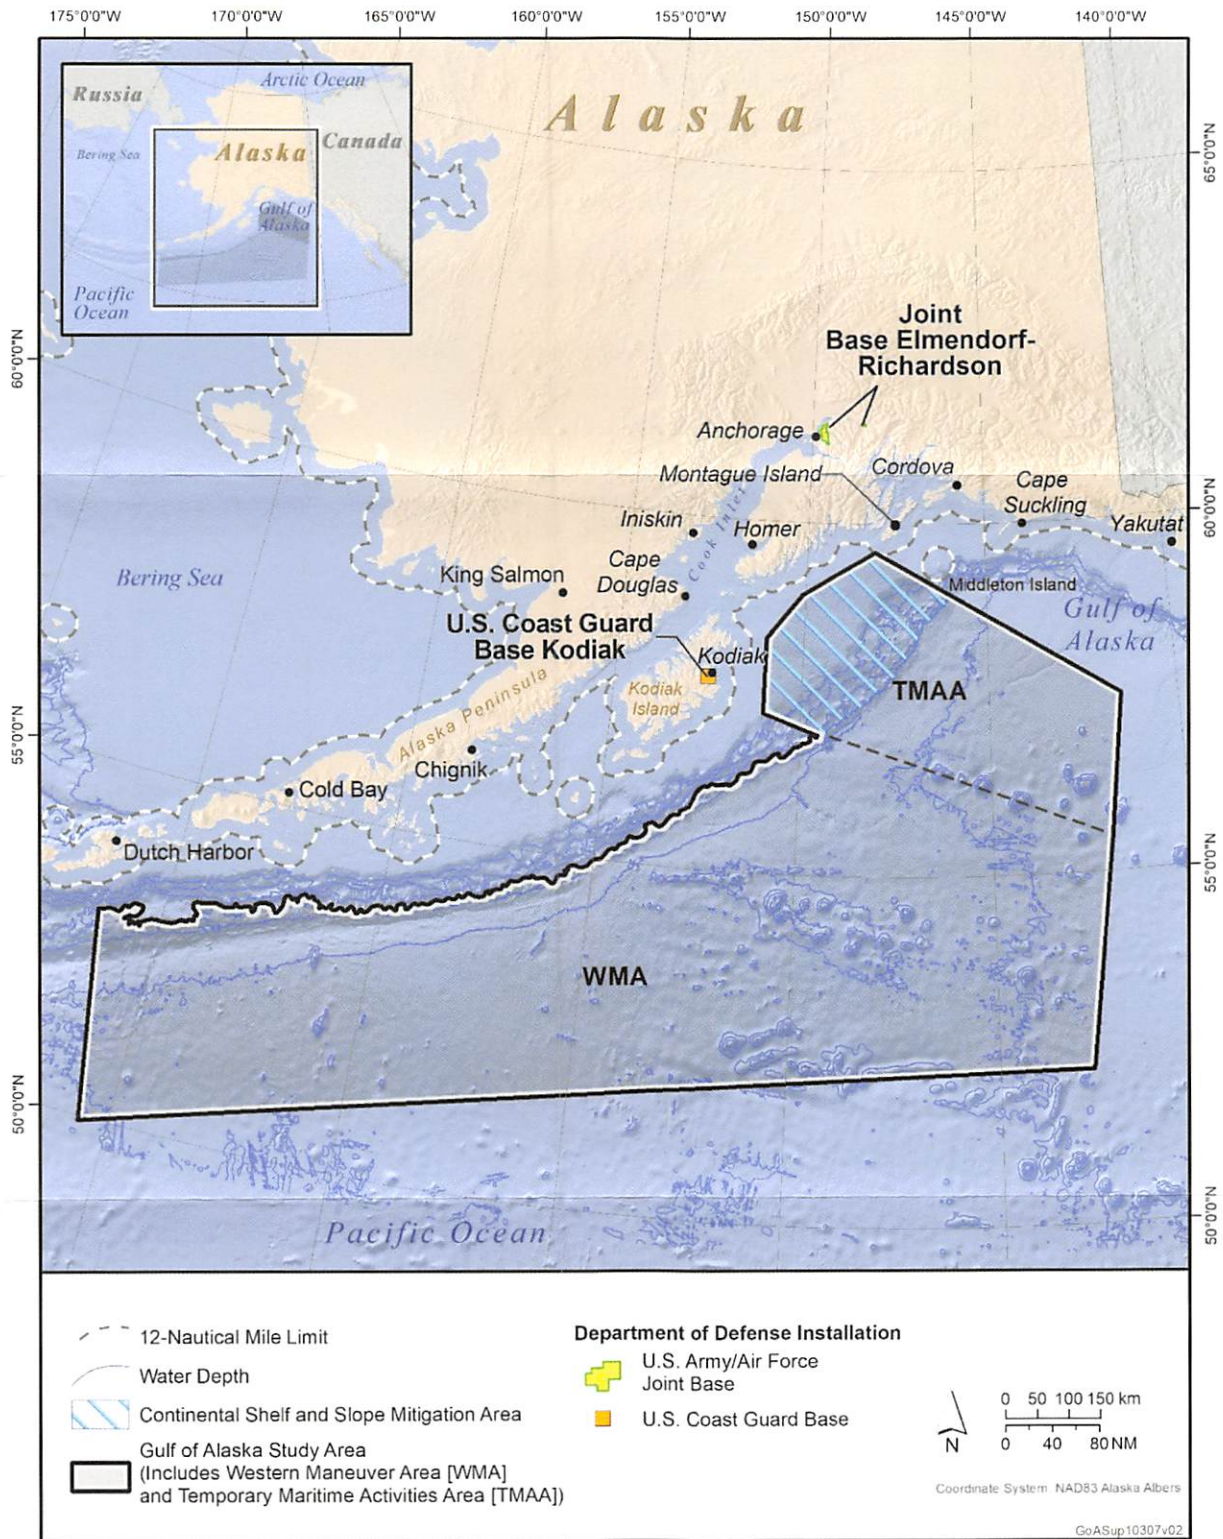 175°0'0"W 170°0'0"W 165°0'0"W 160°0'0"W 155°0'0"W 150°0'0"W 145°0'0"W 140°0'0"W
Russia
Arctic Ocean
Bering Sea
Alaska
Canada
Gulf of
Alaska
Pacific
Ocean
Alaska
65°0'0"N
60°0'0"N
Joint
Base Elmendorf-
Richardson
Anchorage
Montague Island
Cordova
Cape
Suckling
60°0'0"N
Yakutat
Iniskin
Cook Inlet
Homer
Cape
Douglas
King Salmon
Bering Sea
Middleton Island
Gulf of
Alaska
U.S. Coast Guard
Base Kodiak
Kodiak
Kodiak
Island
TMAA
Alaska Peninsula
55°0'0"N
Chignik
Cold Bay
Dutch Harbor
55°0'0"N
WMA
50°0'0"N
50°0'0"N
Pacific Ocean
12-Nautical Mile Limit
Water Depth
Continental Shelf and Slope Mitigation Area
Gulf of Alaska Study Area
(Includes Western Maneuver Area [WMA]
and Temporary Maritime Activities Area [TMAA])
Department of Defense Installation
U.S. Army/Air Force
Joint Base
U.S. Coast Guard Base
N
0 50 100 150 km
0 40 80 NM
Coordinate System NAD83 Alaska Albers
GoASup10307v02